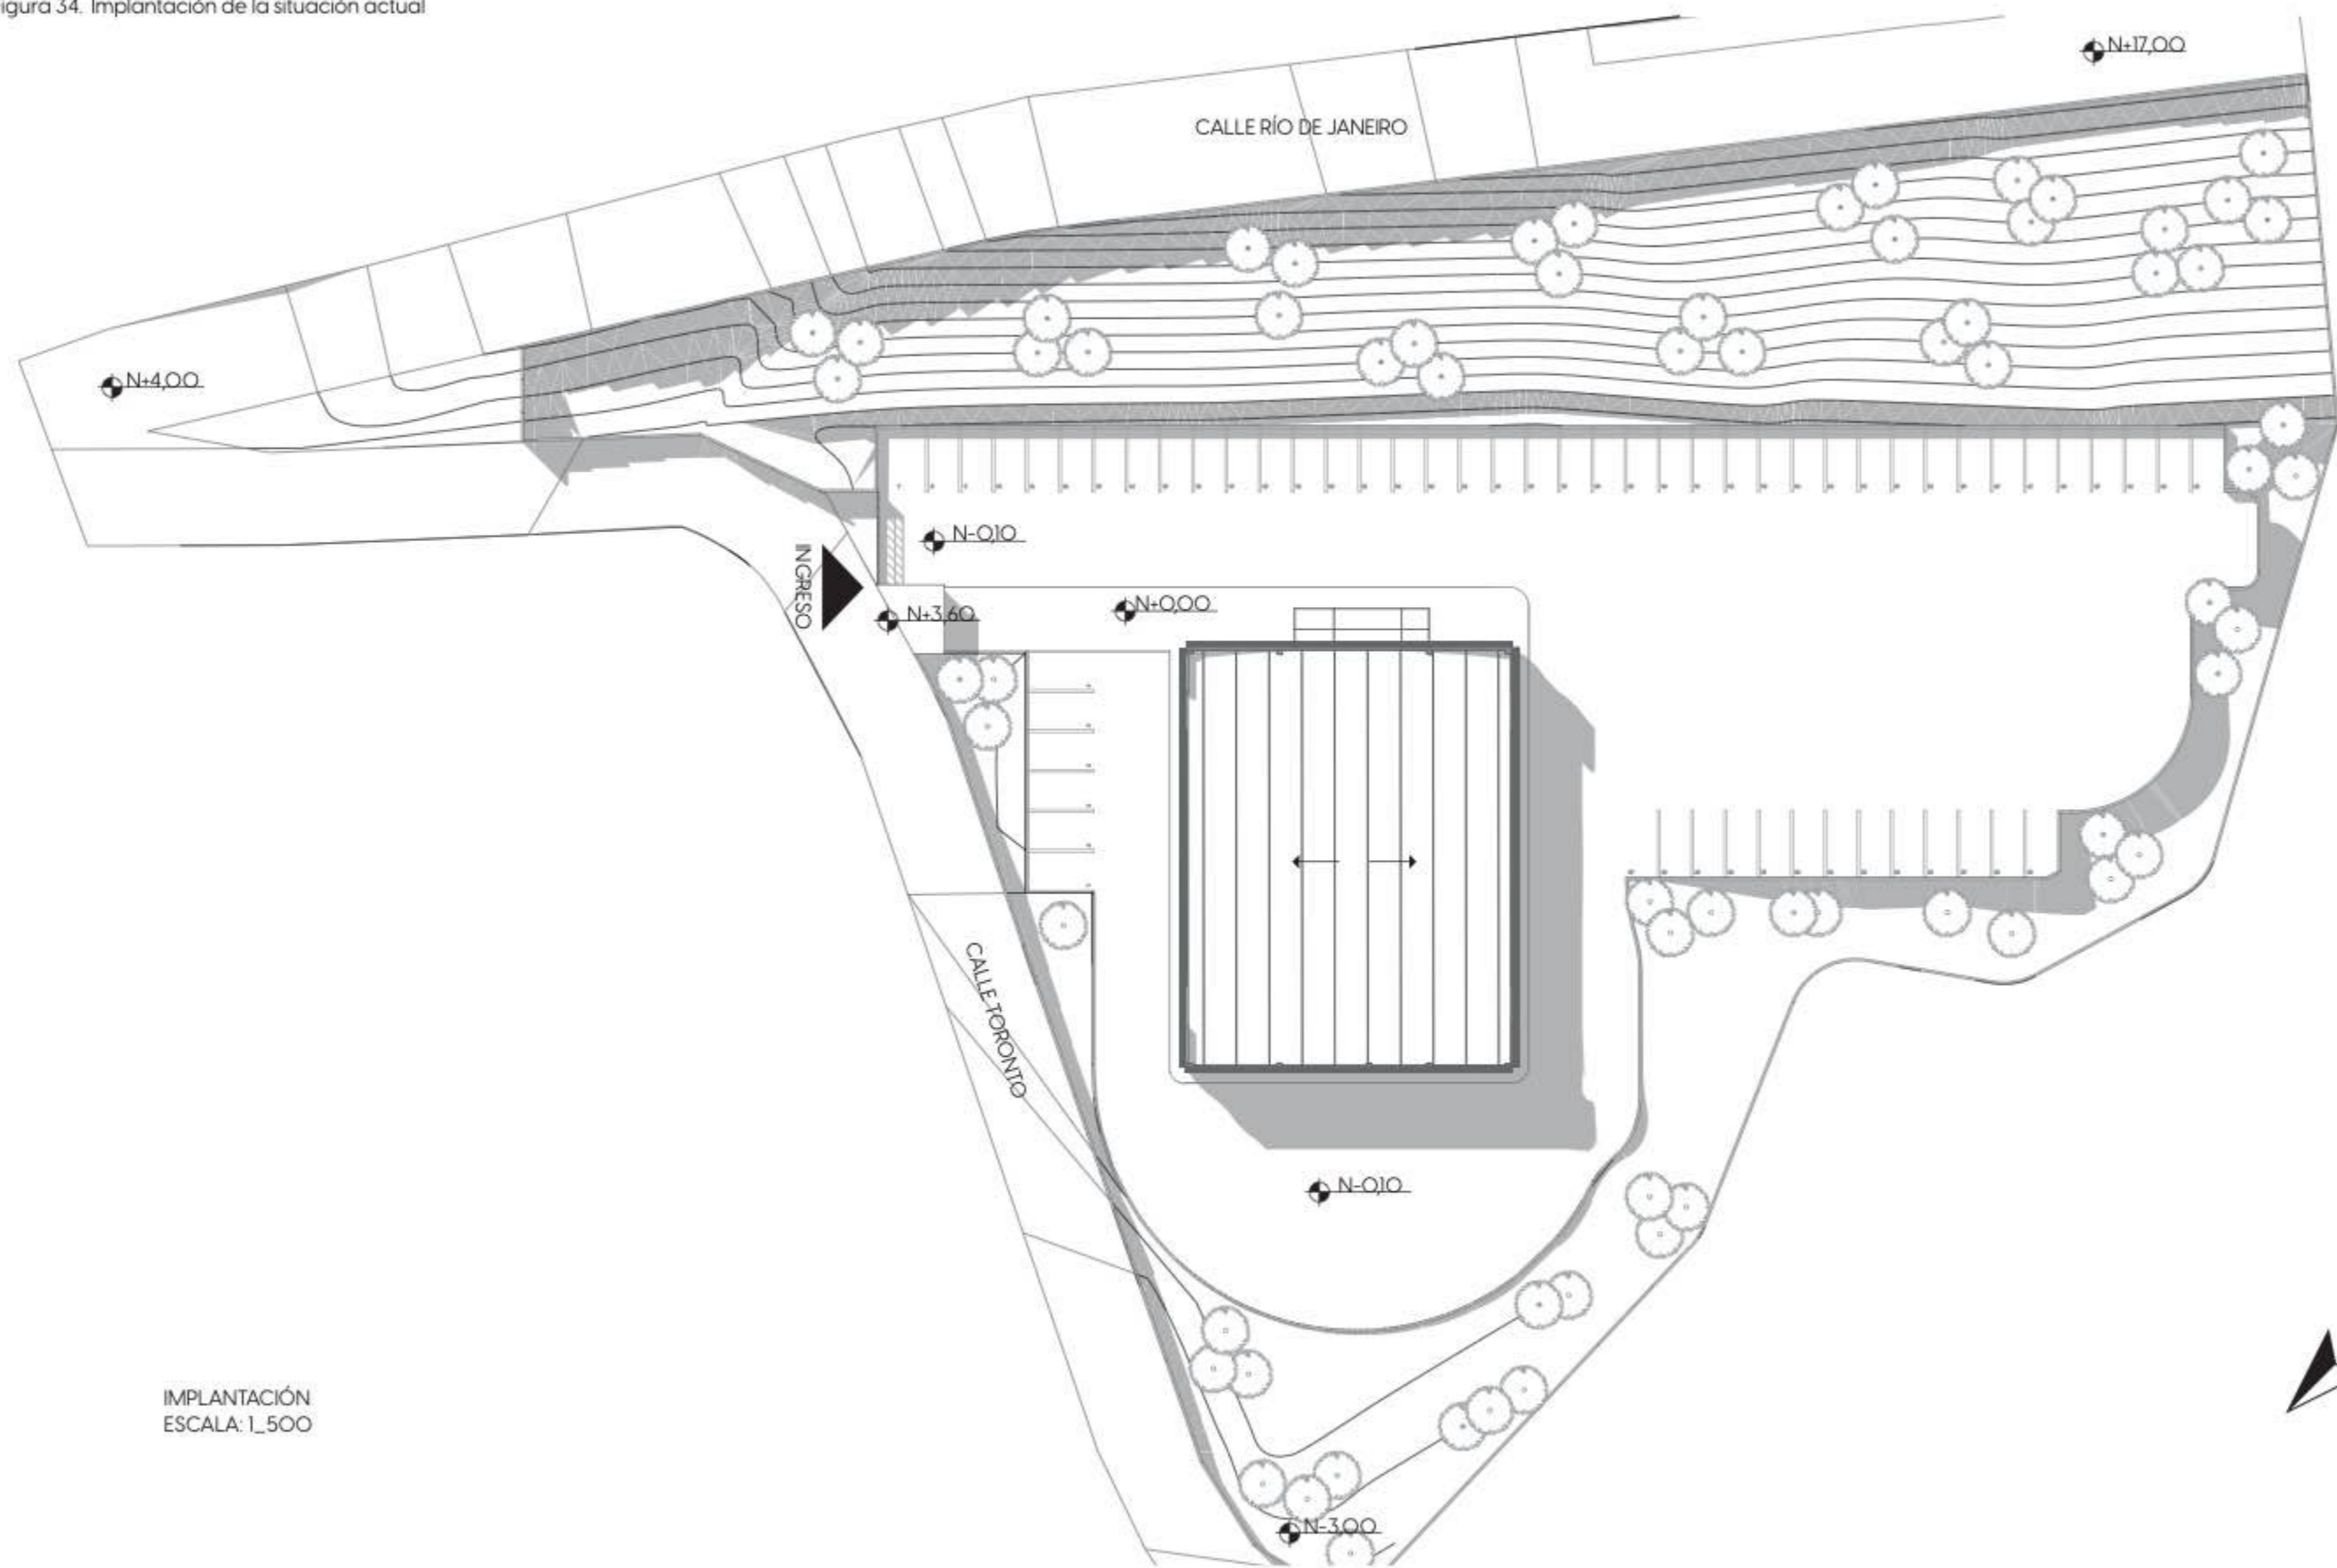 igura 34. Implantación de la situación actual
N+17,00
CALLE RÍO DE JANEIRO
N+4,00
N-0,10
INGRESO
N+0,00
N+3,60
CALLE TORONTO
N-0,10
IMPLANTACIÓN
ESCALA: 1_500
N-3,00